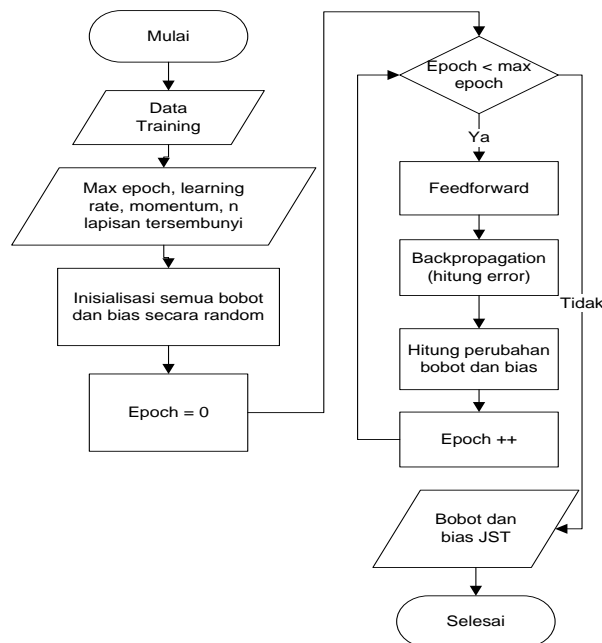 Mulai
Data
Training
Max epoch, learning
rate, momentum, n
lapisan tersembunyi
Inisialisasi semua bobot
dan bias secara random
Epoch = 0
Epoch < max
epoch
Ya
Feedforward
Backpropagation
(hitung error)
Tidak
Hitung perubahan
bobot dan bias
Epoch ++
Bobot dan
bias JST
Selesai